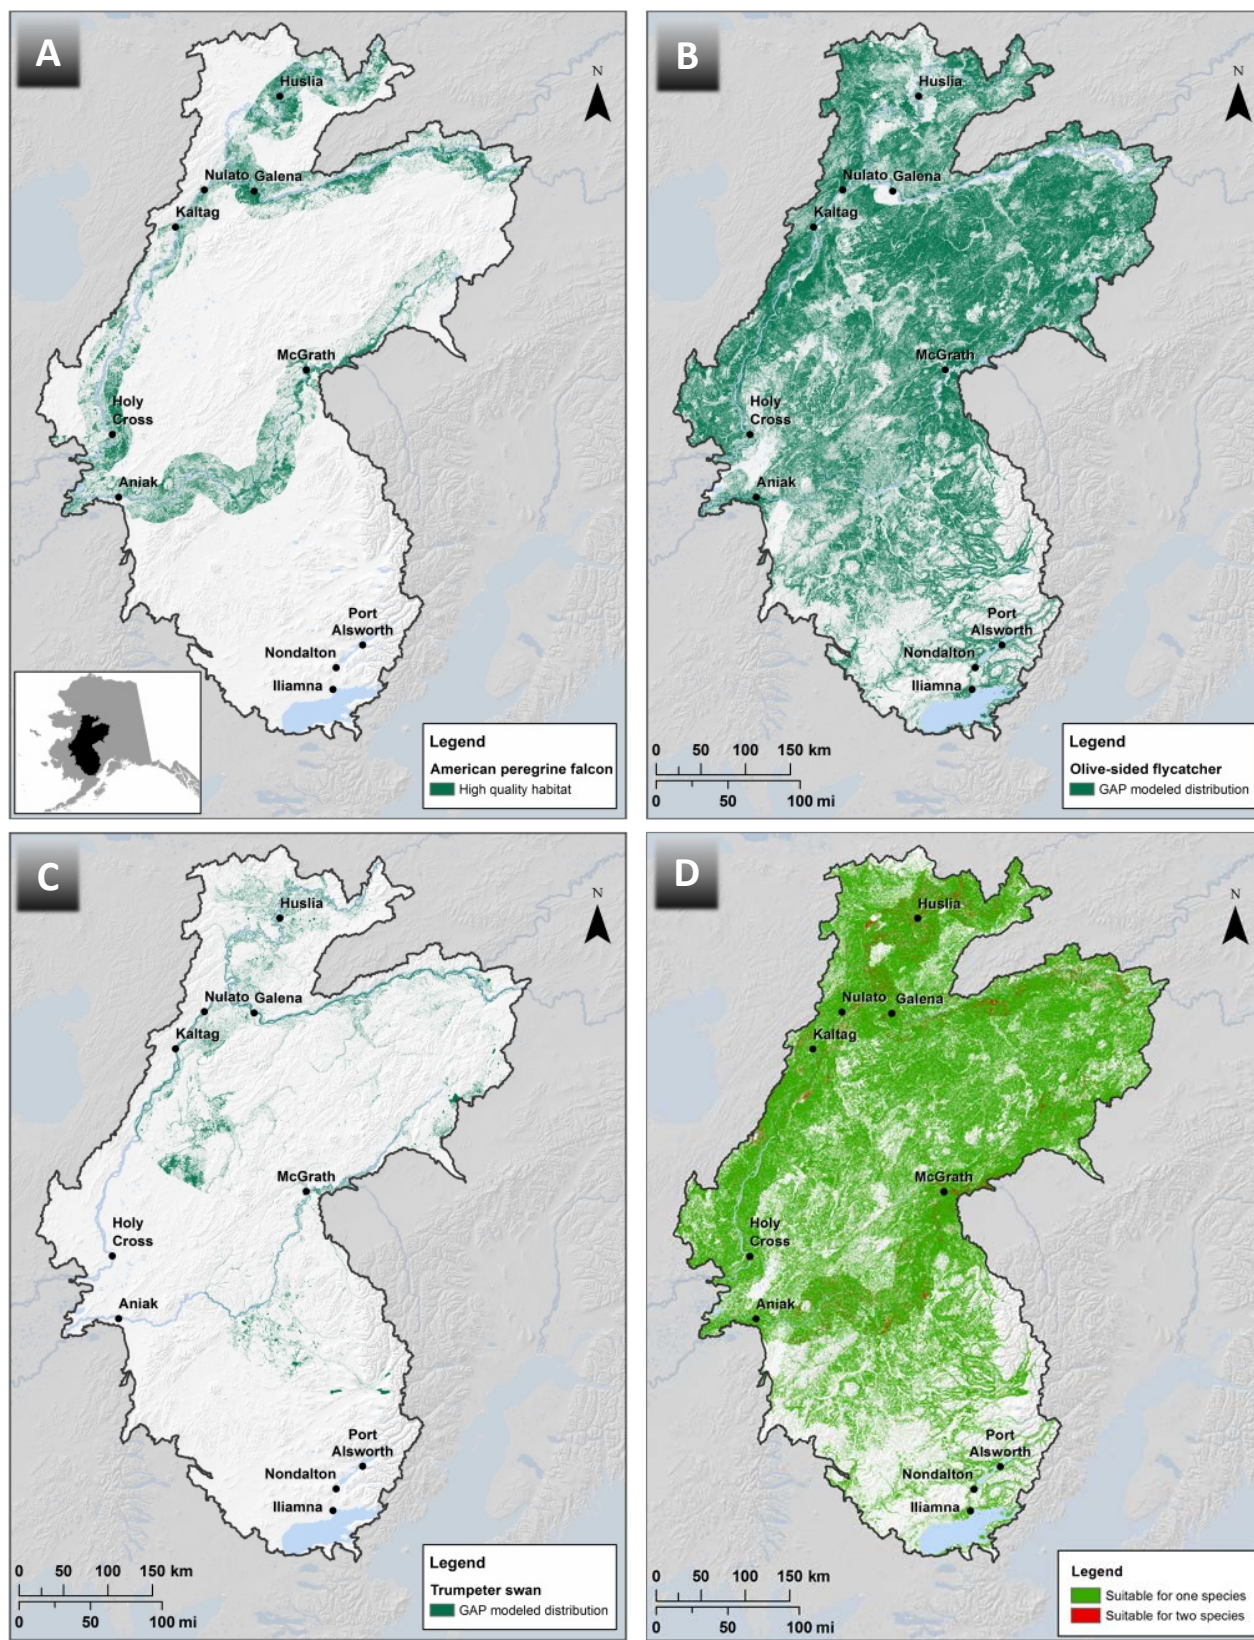 A
N
Huslia
Nulato Galena
Kaltag
McGrath
Holy
Cross
Aniak
Port
Alsworth
Nondalton
Iliamna
Legend
American peregrine falcon
High quality habitat
B
N
Huslia
Nulato
Galena
Kaltag
McGrath
Holy
Cross
Aniak
Port
Alsworth
Nondalton
Iliamna
0 50 100 150 km
0 50 100 mi
Legend
Olive-sided flycatcher
GAP modeled distribution
C
N
Huslia
Nulato Galena
Kaltag
McGrath
Holy
Cross
Aniak
Port
Alsworth
Nondalton
Iliamna
0 50 100 150 km
0 50 100 mi
Legend
Trumpeter swan
GAP modeled distribution
D
N
Huslia
Nulato
Galena
Kaltag
McGrath
Holy
Cross
Aniak
Port
Alsworth
Nondalton
Iliamna
0 50 100 150 km
0 50 100 mi
Legend
Suitable for one species
Suitable for two species